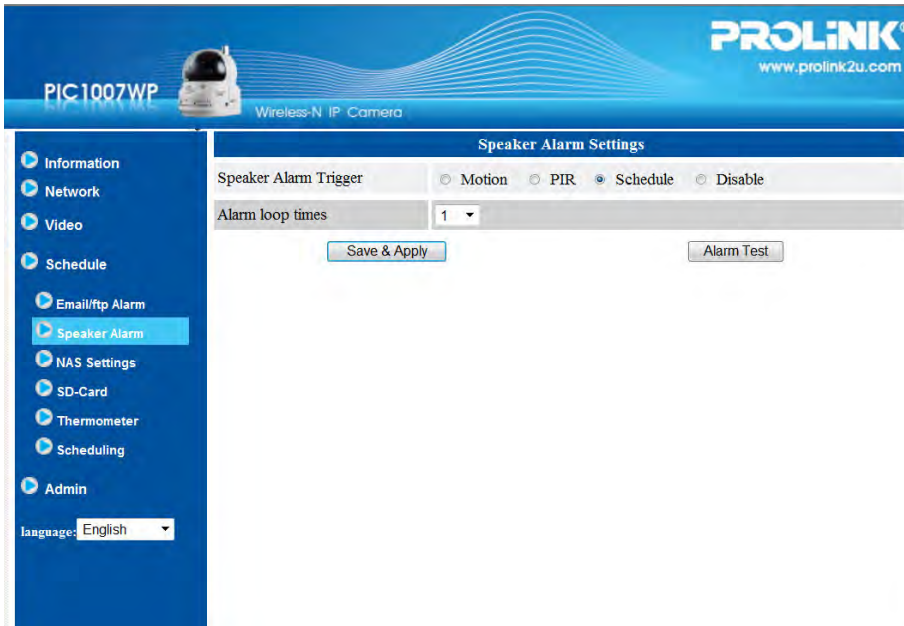 PROLiNK®
www.prolink2u.com
PIC1007WP
Wireless-N IP Camera
Information
Network
Video
Schedule
Email/ftp Alarm
Speaker Alarm
NAS Settings
SD-Card
Thermometer
Scheduling
Admin
language: English
Speaker Alarm Settings
Speaker Alarm Trigger Motion PIR Schedule Disable
Alarm loop times 1
Save & Apply Alarm Test